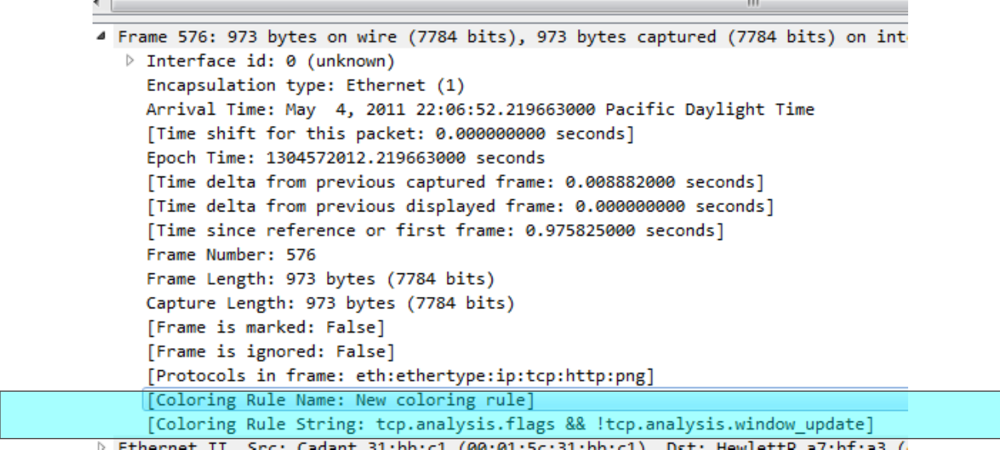 Frame 576: 973 bytes on wire (7784 bits), 973 bytes captured (7784 bits) on int
Interface id: 0 (unknown)
Encapsulation type: Ethernet (1)
Arrival Time: May  4, 2011 22:06:52.219663000 Pacific Daylight Time
[Time shift for this packet: 0.000000000 seconds]
Epoch Time: 1304572012.219663000 seconds
[Time delta from previous captured frame: 0.008882000 seconds]
[Time delta from previous displayed frame: 0.000000000 seconds]
[Time since reference or first frame: 0.975825000 seconds]
Frame Number: 576
Frame Length: 973 bytes (7784 bits)
Capture Length: 973 bytes (7784 bits)
[Frame is marked: False]
[Frame is ignored: False]
[Protocols in frame: eth:ethertype:ip:tcp:http:png]
[Coloring Rule Name: New coloring rule]
[Coloring Rule String: tcp.analysis.flags && !tcp.analysis.window_update]
Ethernet II, Src: Cadant_31:bb:c1 (00:01:5c:31:bb:c1), Dst: HewlettP_a7:bf:a3 (